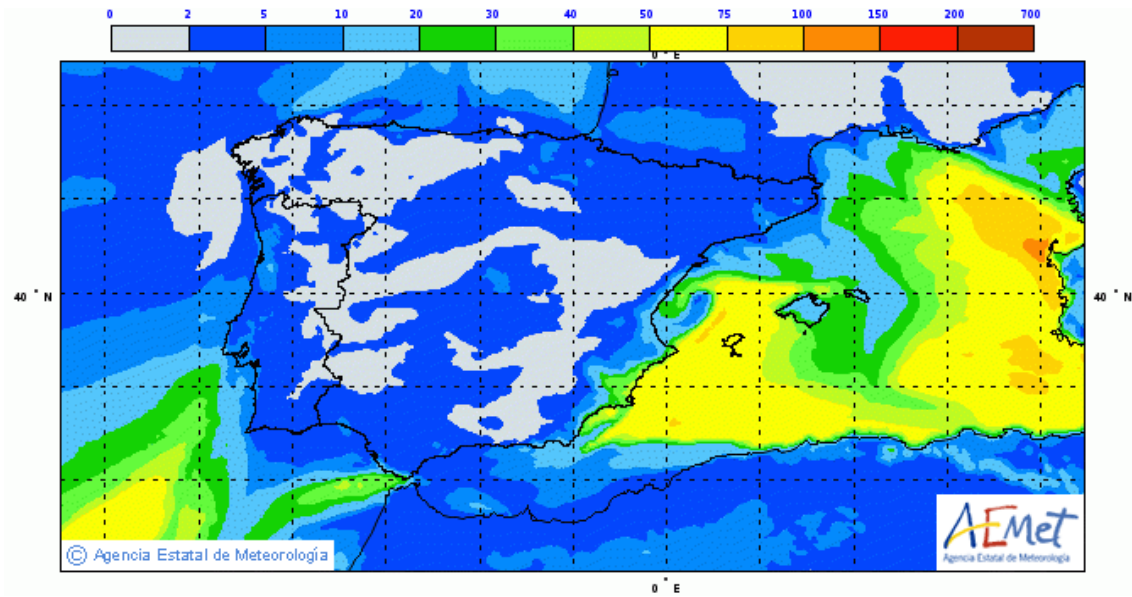 0 2 5 10 20 30 40 50 75 100 150 200 700
0 ° E
40 ° N 40 ° N
© Agencia Estatal de Meteorología
AEMet
Agencia Estatal de Meteorología
0 ° E